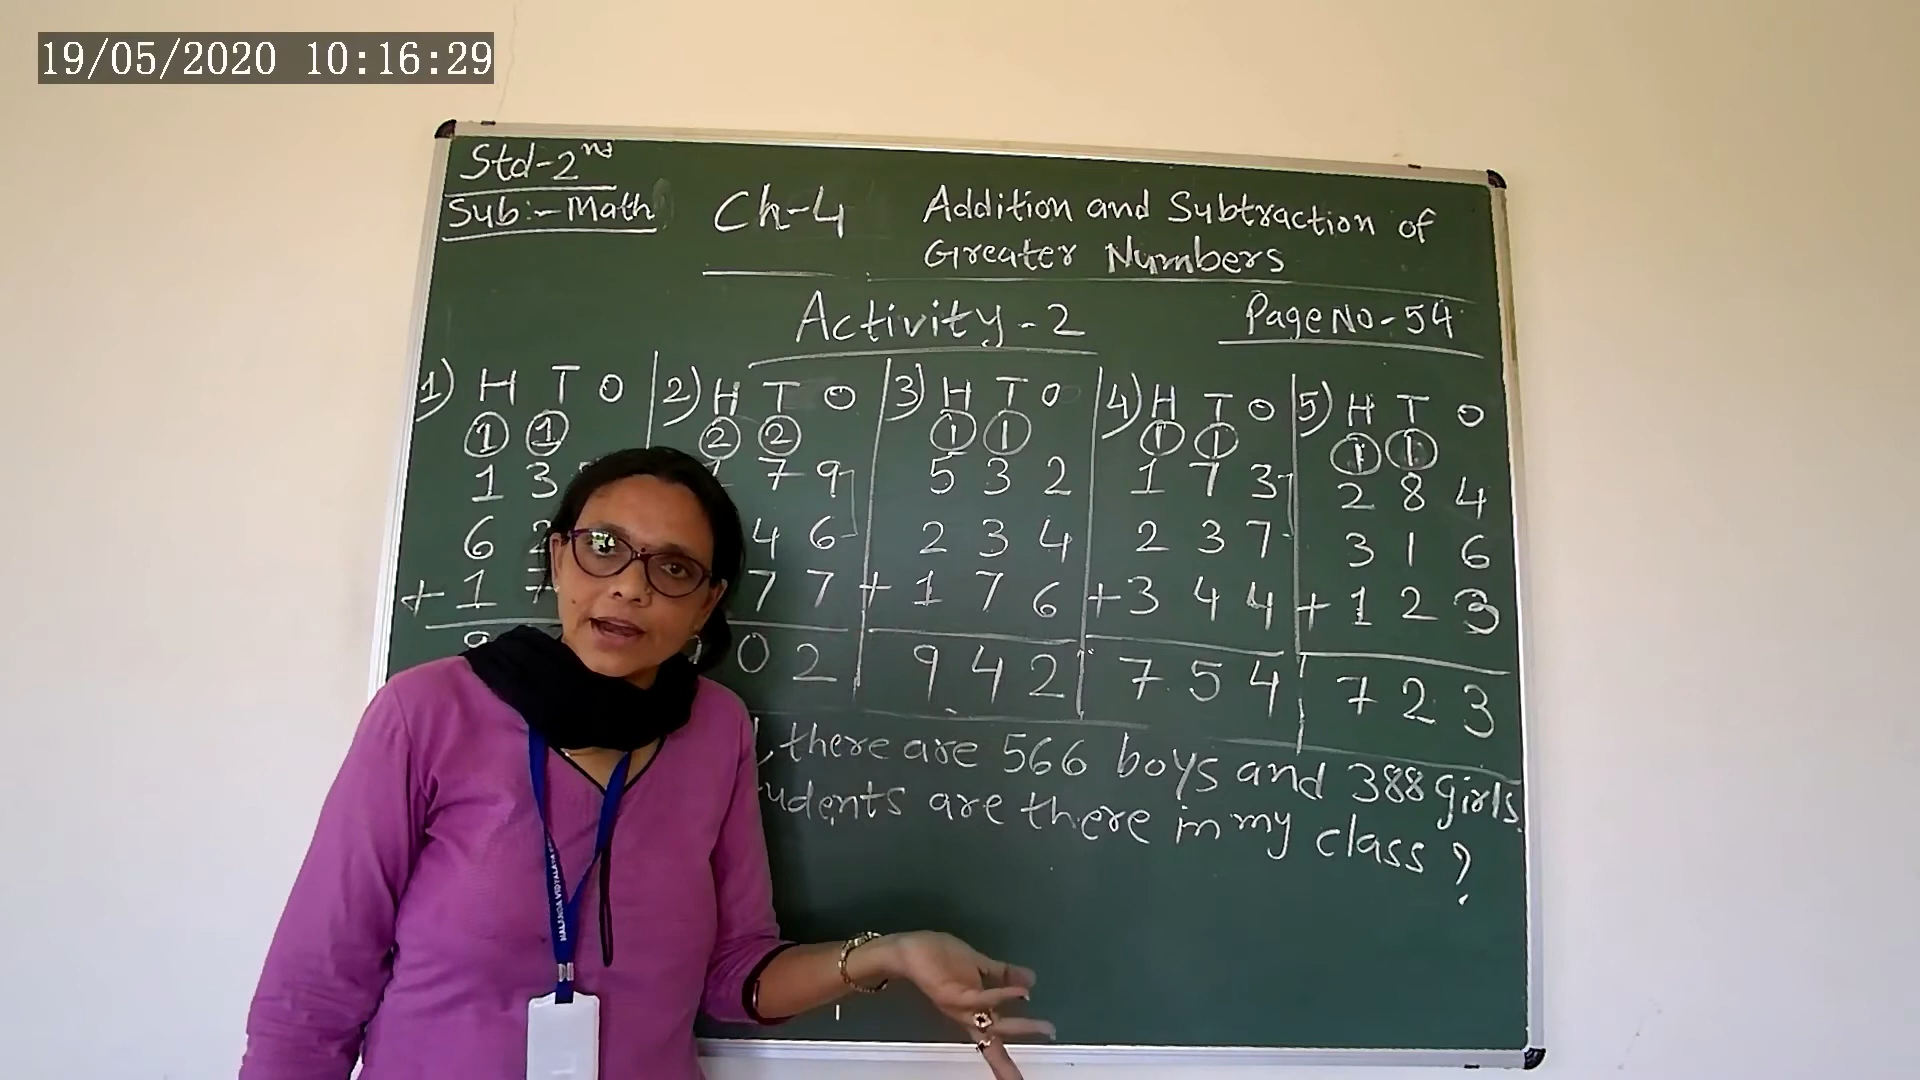 19/05/2020 10:16:29
Std-2nd
Sub:-Math
Ch-4 Addition and Subtraction of
Greater Numbers
Activity-2 Page No-54
1) H T O 2) H T O 3) H T O 4) H T O 5) H T O
1 1 2 2 1 1 1 1 1 1
1 3 1 7 9 5 3 2 1 7 3 2 8 4
6 2 4 6 2 3 4 2 3 7 3 1 6
+ 1 7 7 7 + 1 7 6 + 3 4 4 + 1 2 3
0 2 9 4 2 7 5 4 7 2 3
there are 566 boys and 388 girls.
udents are there in my class ?
NALANDA VIDYALAYA